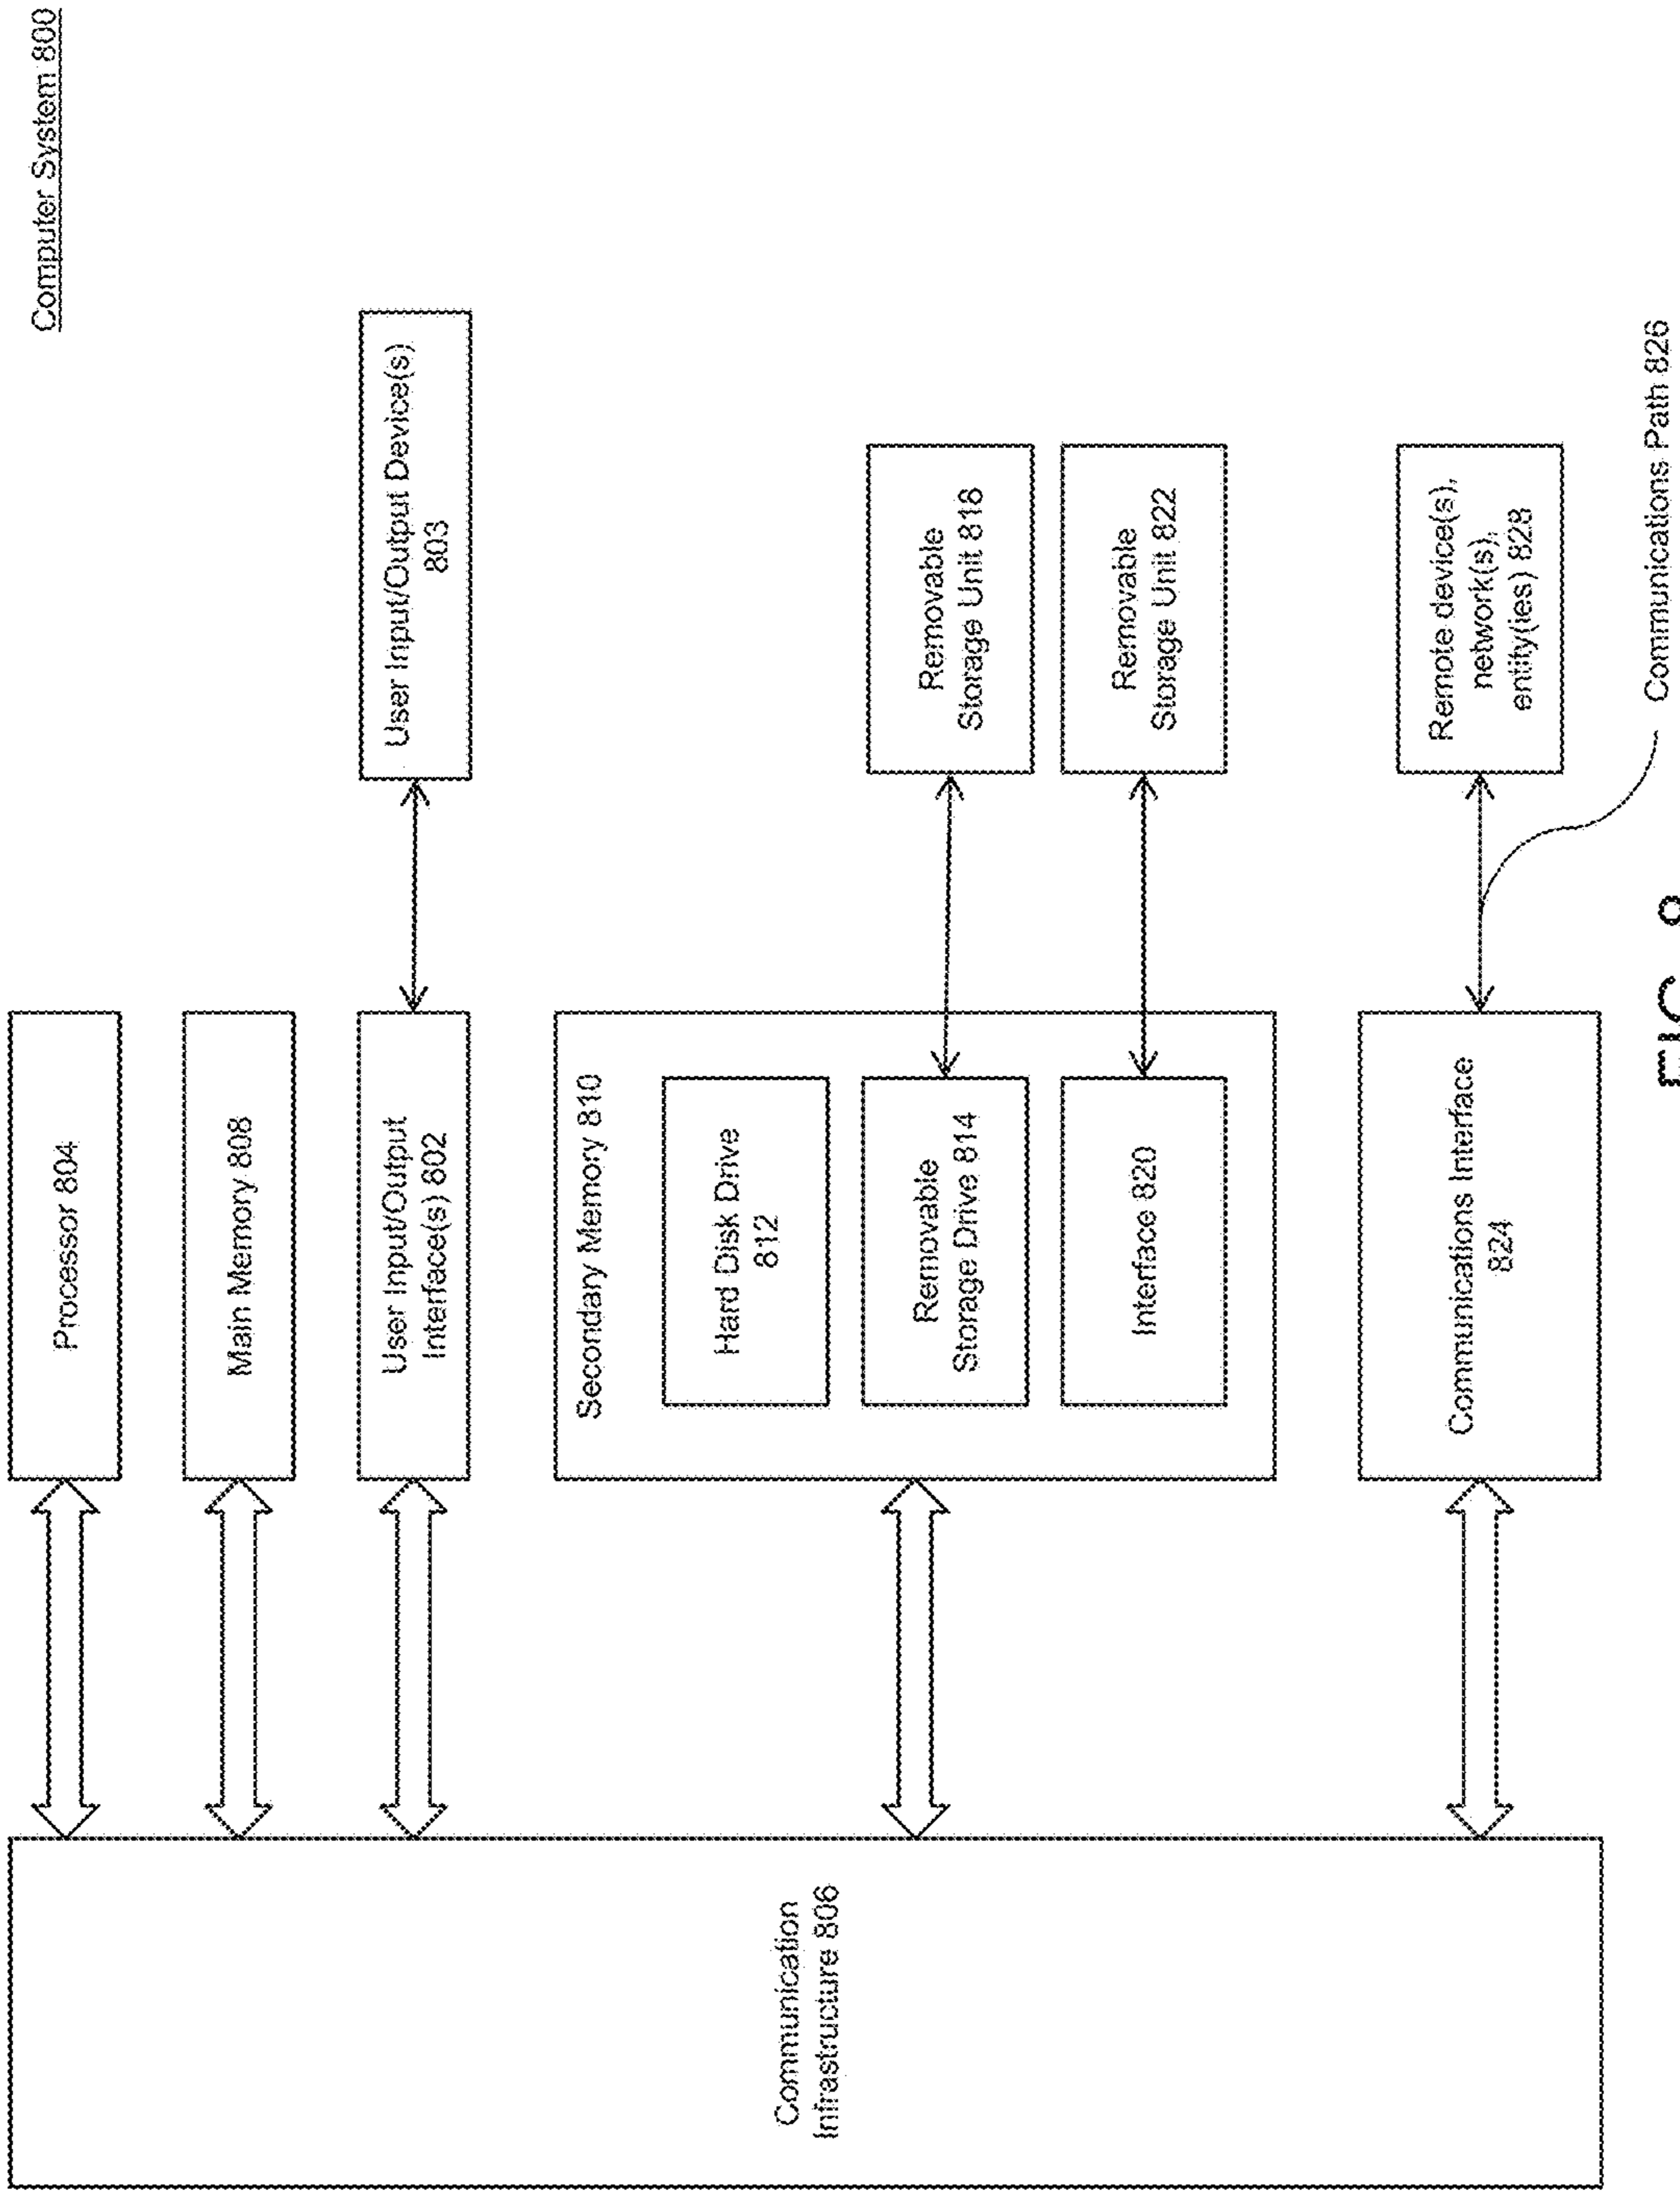 Computer System 800
Processor 804
Main Memory 808
User Input/Output
Interface(s) 802
User Input/Output Device(s)
803
Secondary Memory 810
Hard Disk Drive
812
Removable
Storage Drive 814
Removable
Storage Unit 818
Interface 820
Removable
Storage Unit 822
Communications Interface
824
Remote device(s),
network(s),
entity(ies) 828
Communications Path 826
Communication
Infrastructure 806